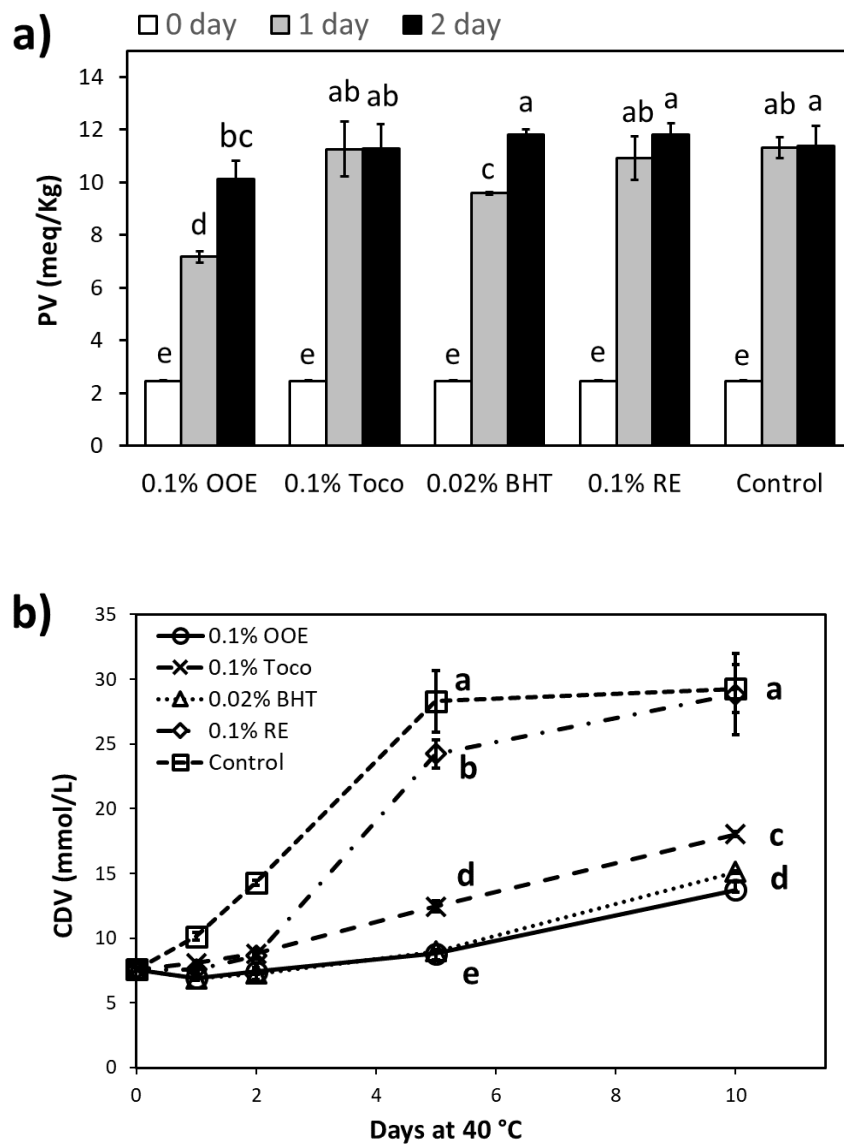 0 day 1 day 2 day
a)
14
12
10
8
6
4
2
0
PV (meq/Kg)
e d bc
e ab ab
e c a
e ab a
e ab a
0.1% OOE 0.1% Toco 0.02% BHT 0.1% RE Control
b)
35
30
25
20
15
10
5
0
CDV (mmol/L)
0.1% OOE
0.1% Toco
0.02% BHT
0.1% RE
Control
a a
b
c
d d
e
0 2 4 6 8 10
Days at 40 °C